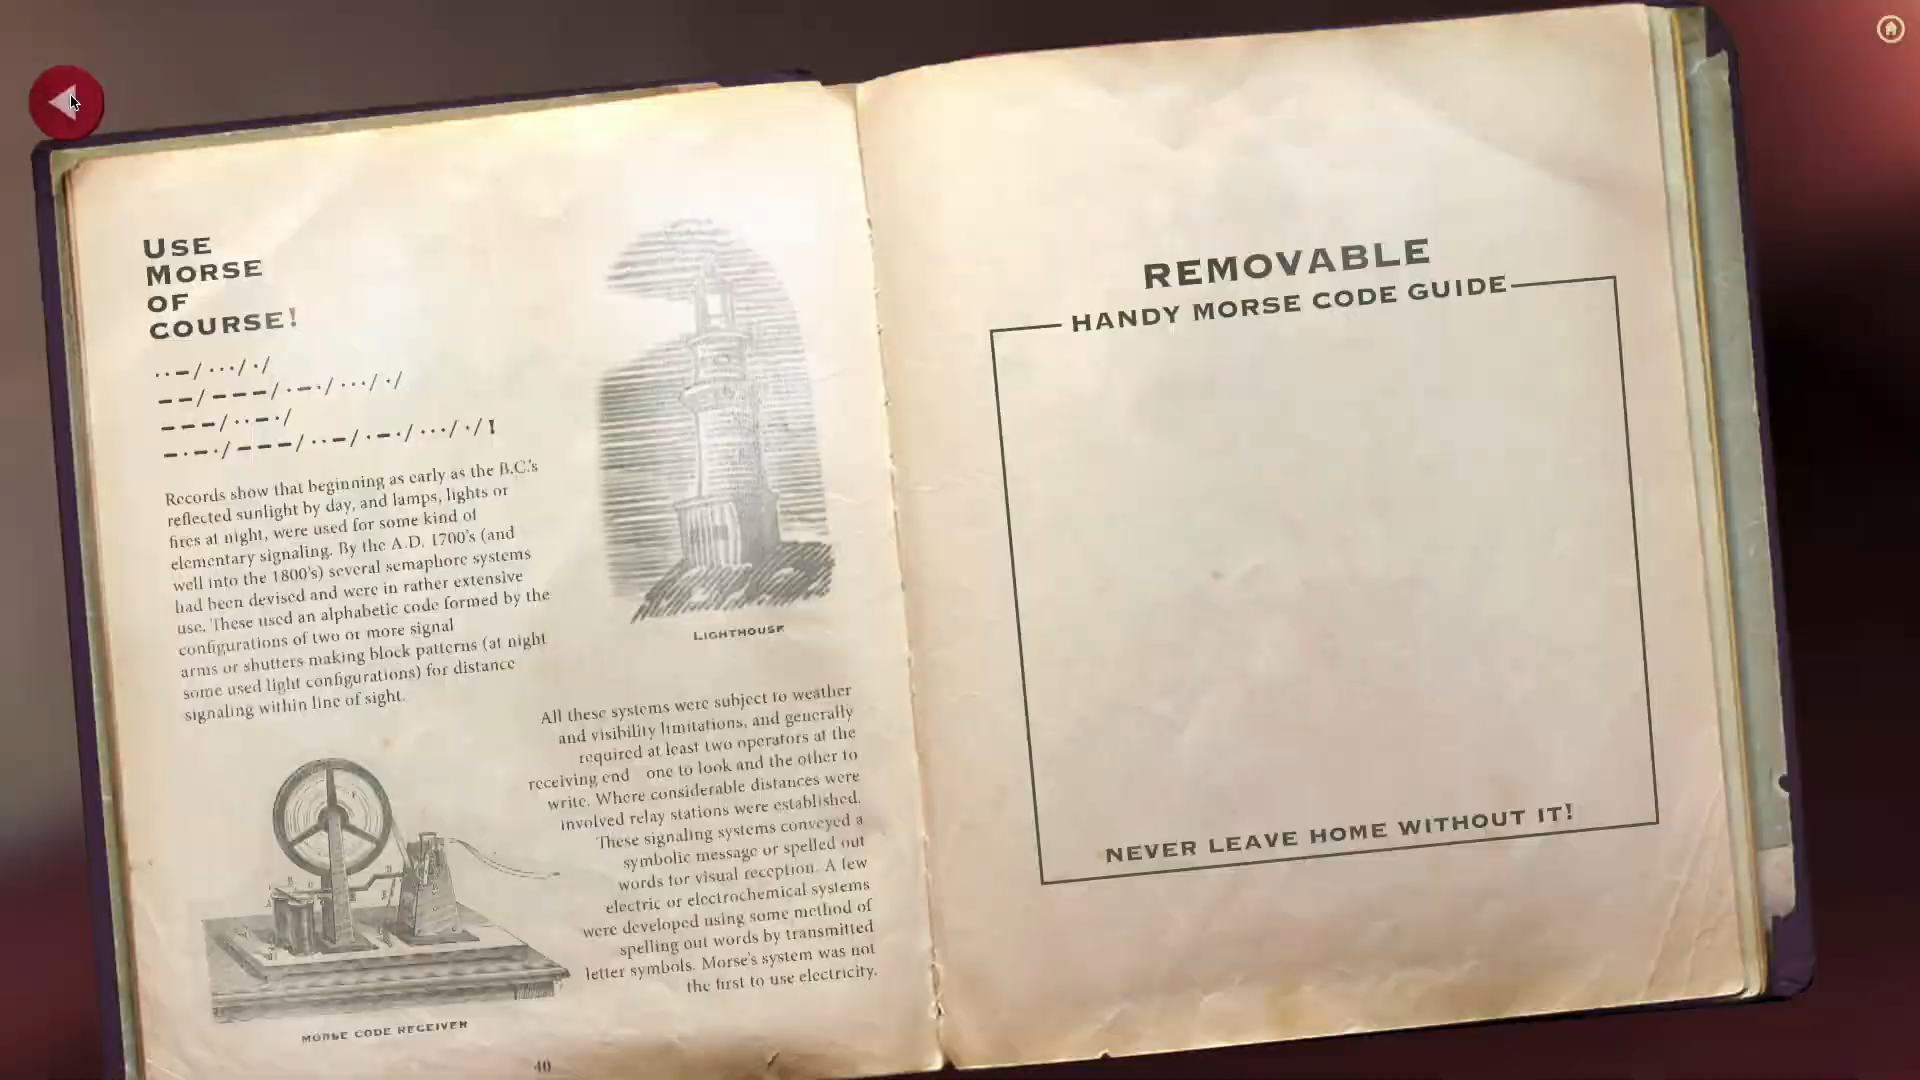 USE
MORSE
OF
COURSE!
··–/···/·/
––/–––/·–·/···/·/
–––/··–·/
–·–·/–––/··–/·–·/···/·/!
Records show that beginning as early as the B.C.'s
reflected sunlight by day, and lamps, lights or
fires at night, were used for some kind of
elementary signaling. By the A.D. 1700's (and
well into the 1800's) several semaphore systems
had been devised and were in rather extensive
use. These used an alphabetic code formed by the
configurations of two or more signal
arms or shutters making block patterns (at night
some used light configurations) for distance
signaling within line of sight.
LIGHTHOUSE
All these systems were subject to weather
and visibility limitations, and generally
required at least two operators at the
receiving end one to look and the other to
write. Where considerable distances were
involved relay stations were established.
These signaling systems conveyed a
symbolic message or spelled out
words for visual reception. A few
electric or electrochemical systems
were developed using some method of
spelling out words by transmitted
letter symbols. Morse's system was not
the first to use electricity.
MORSE CODE RECEIVER
40
REMOVABLE
HANDY MORSE CODE GUIDE
NEVER LEAVE HOME WITHOUT IT!